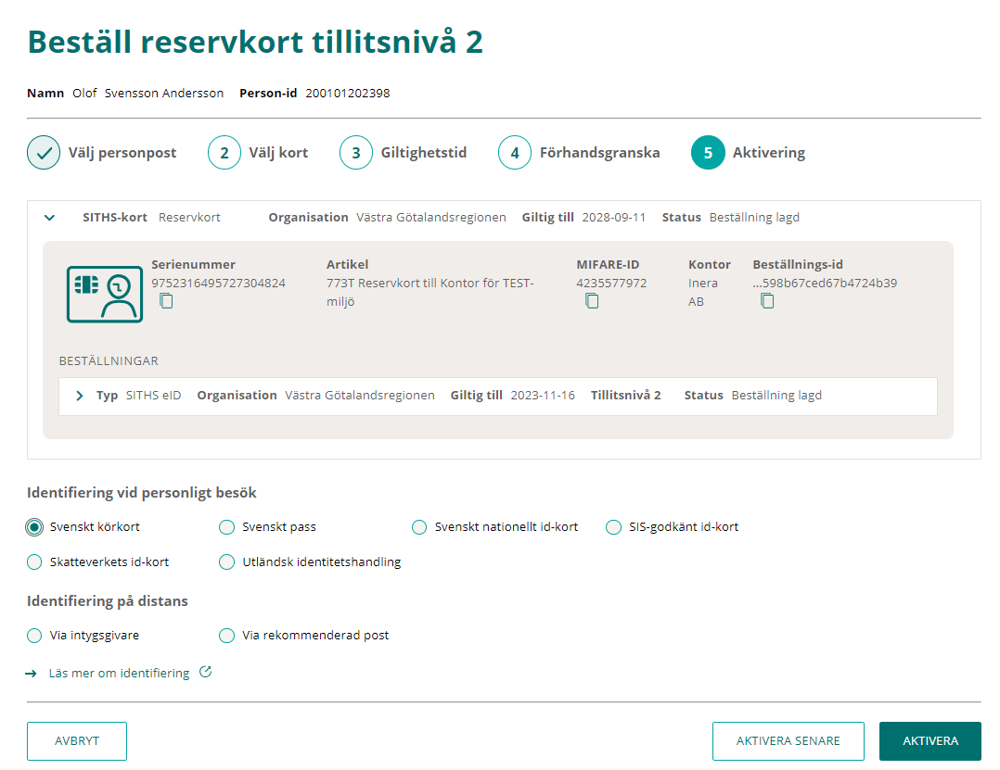 Beställ reservkort tillitsnivå 2
Namn Olof Svensson Andersson Person-id 200101202398
Välj personpost 2 Välj kort 3 Giltighetstid 4 Förhandsgranska 5 Aktivering
SITHS-kort Reservkort Organisation Västra Götalandsregionen Giltig till 2028-09-11 Status Beställning lagd
Serienummer Artikel MIFARE-ID Kontor Beställnings-id
9752316495727304824 773T Reservkort till Kontor för TEST- 4235577972 Inera ...598b67ced67b4724b39
miljö AB
BESTÄLLNINGAR
Typ SITHS eID Organisation Västra Götalandsregionen Giltig till 2023-11-16 Tillitsnivå 2 Status Beställning lagd
Identifiering vid personligt besök
Svenskt körkort Svenskt pass Svenskt nationellt id-kort SIS-godkänt id-kort
Skatteverkets id-kort Utländsk identitetshandling
Identifiering på distans
Via intygsgivare Via rekommenderad post
Läs mer om identifiering
AVBRYT AKTIVERA SENARE AKTIVERA